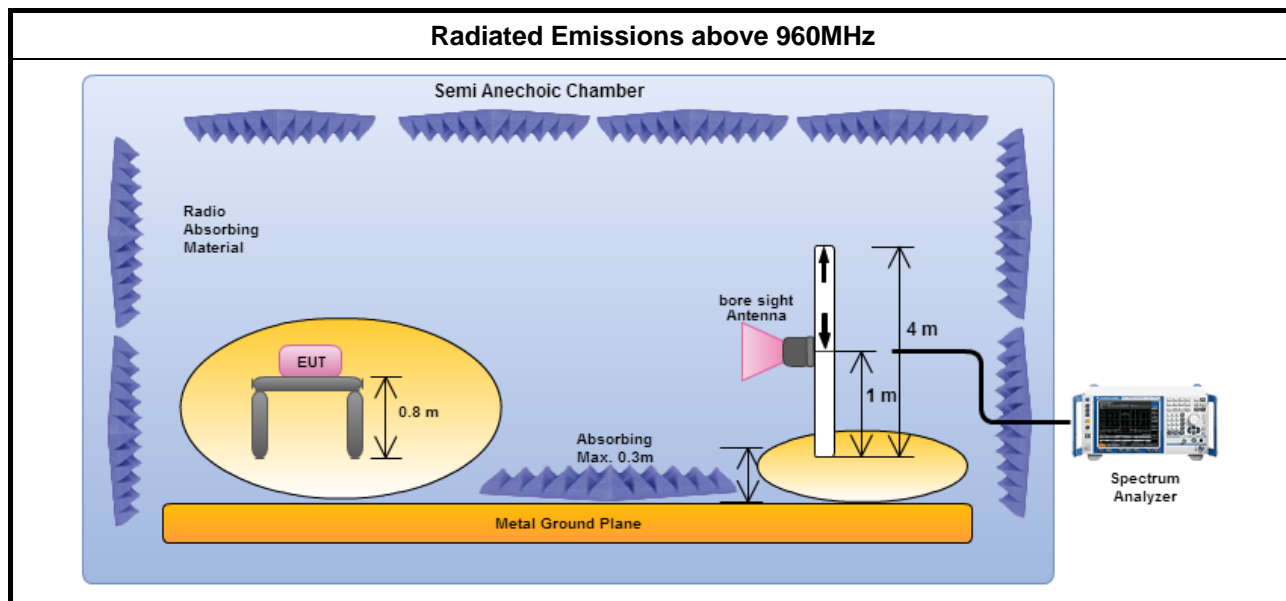 Radiated Emissions above 960MHz
Semi Anechoic Chamber
Radio
Absorbing
Material
bore sight
Antenna
4 m
EUT
1 m
0.8 m
Absorbing
Max. 0.3m
Spectrum
Analyzer
Metal Ground Plane